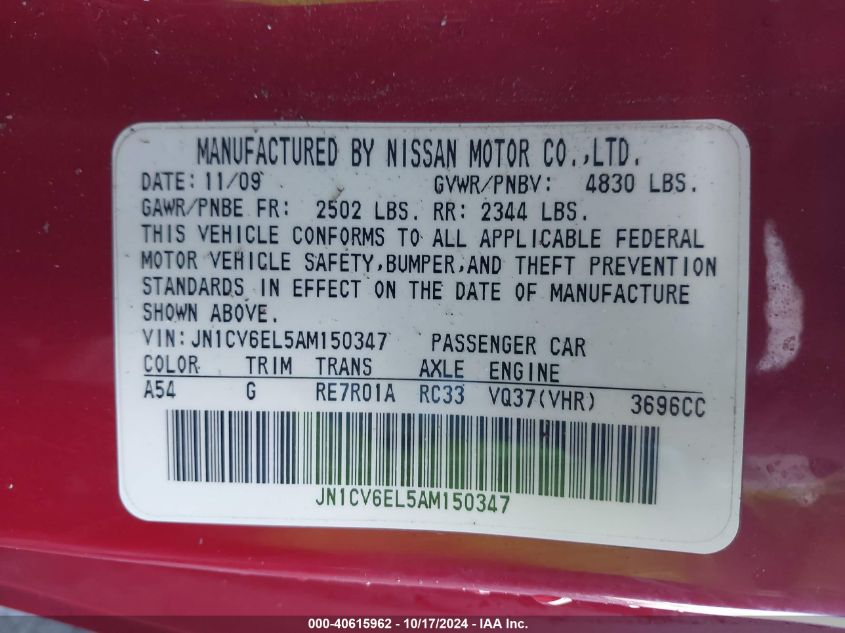 MANUFACTURED BY NISSAN MOTOR CO.,LTD.
DATE: 11/09 GVWR/PNBV: 4830 LBS.
GAWR/PNBE FR: 2502 LBS. RR: 2344 LBS.
THIS VEHICLE CONFORMS TO ALL APPLICABLE FEDERAL
MOTOR VEHICLE SAFETY,BUMPER,AND THEFT PREVENTION
STANDARDS IN EFFECT ON THE DATE OF MANUFACTURE
SHOWN ABOVE.
VIN: JN1CV6EL5AM150347 PASSENGER CAR
COLOR TRIM TRANS AXLE ENGINE
A54 G RE7R01A RC33 VQ37(VHR) 3696CC
JN1CV6EL5AM150347
000-40615962 - 10/17/2024 - IAA Inc.